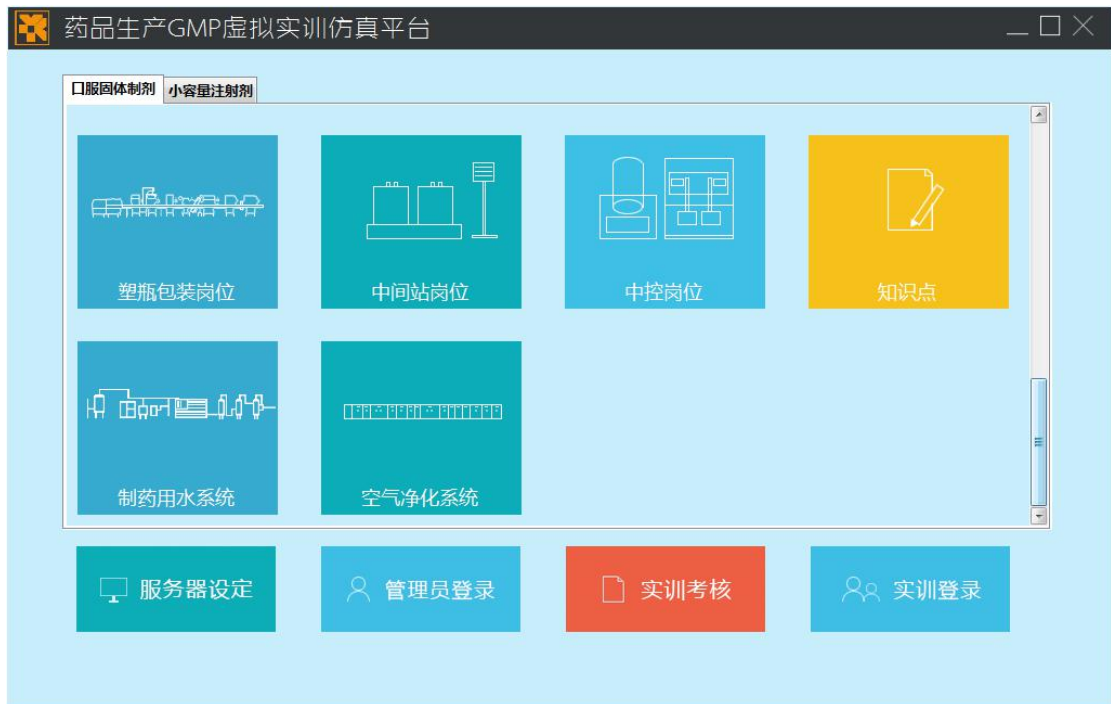 药品生产GMP虚拟实训仿真平台
口服固体制剂 小容量注射剂
塑瓶包装岗位 中间站岗位 中控岗位 知识点
制药用水系统 空气净化系统
服务器设定 管理员登录 实训考核 实训登录